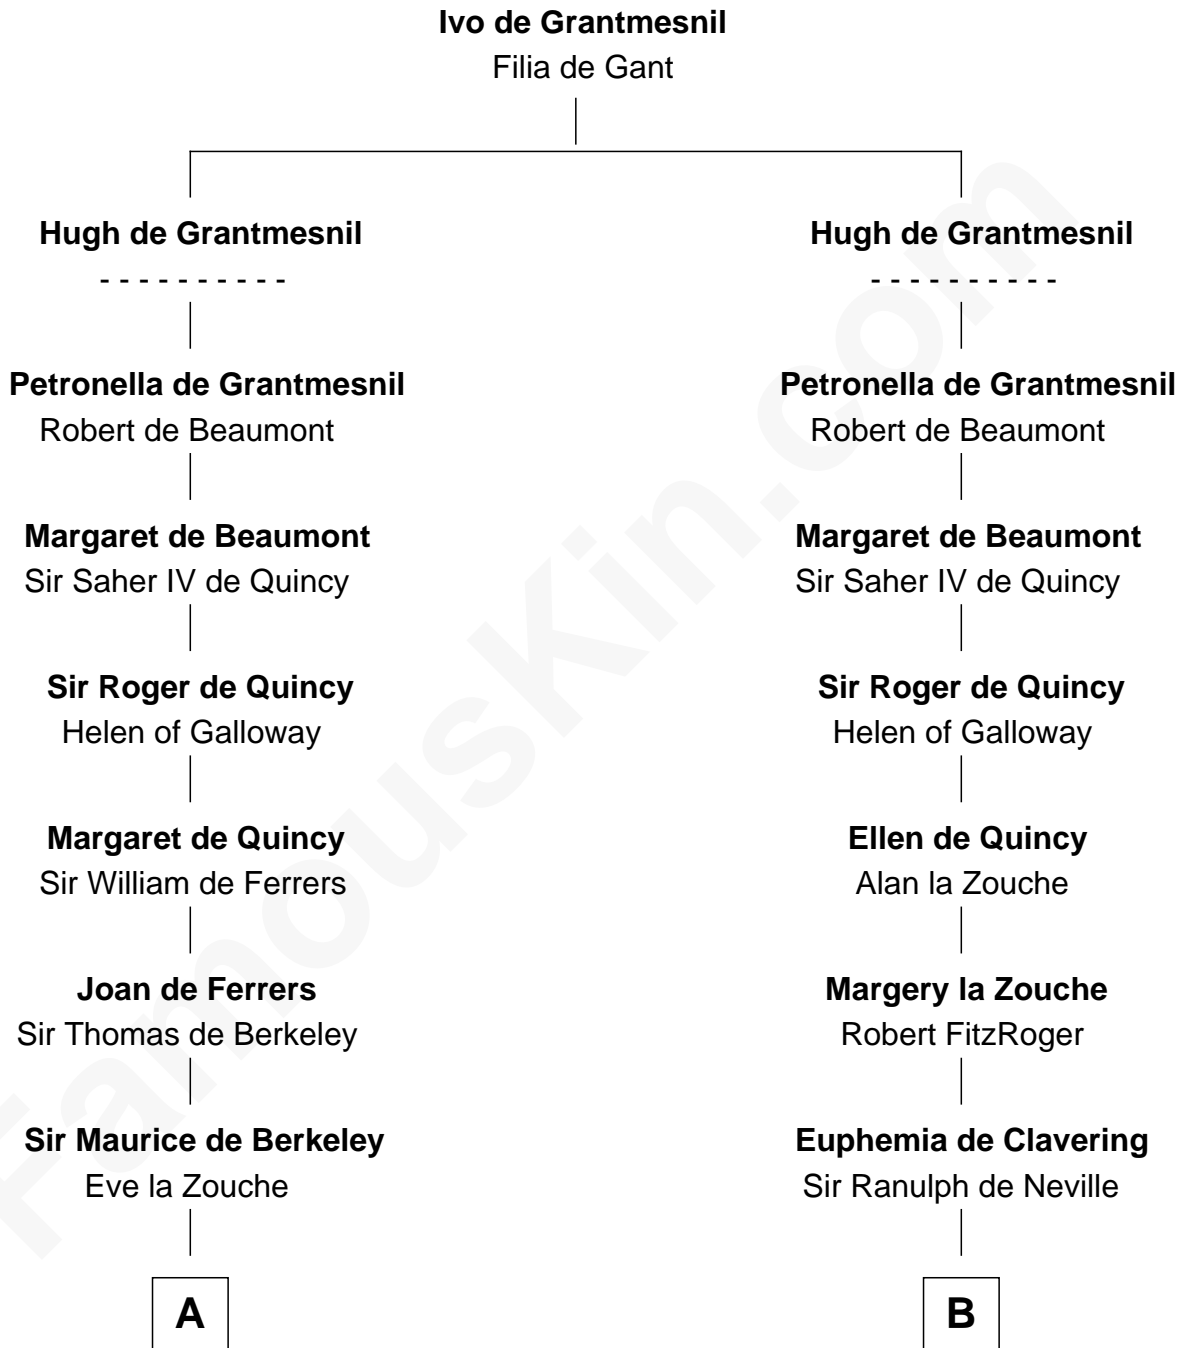 Ivo de Grantmesnil
Filia de Gant
Hugh de Grantmesnil
- - - - - - - - - -
Petronella de Grantmesnil
Robert de Beaumont
Margaret de Beaumont
Sir Saher IV de Quincy
Sir Roger de Quincy
Helen of Galloway
Margaret de Quincy
Sir William de Ferrers
Joan de Ferrers
Sir Thomas de Berkeley
Sir Maurice de Berkeley
Eve la Zouche
A
Hugh de Grantmesnil
- - - - - - - - - -
Petronella de Grantmesnil
Robert de Beaumont
Margaret de Beaumont
Sir Saher IV de Quincy
Sir Roger de Quincy
Helen of Galloway
Ellen de Quincy
Alan la Zouche
Margery la Zouche
Robert FitzRoger
Euphemia de Clavering
Sir Ranulph de Neville
B
FamousKin.com